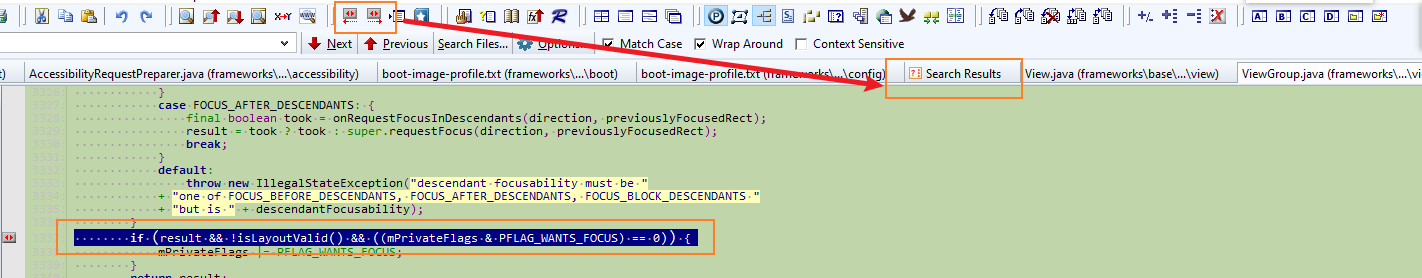 Next Previous Search Files... Options... Match Case Wrap Around Context Sensitive
AccessibilityRequestPreparer.java (frameworks\...\accessibility) boot-image-profile.txt (frameworks\...\boot) boot-image-profile.txt (frameworks\...\config) Search Results View.java (frameworks\base\...\view) ViewGroup.java (frameworks\...\vi
}
case FOCUS_AFTER_DESCENDANTS: {
final boolean took = onRequestFocusInDescendants(direction, previouslyFocusedRect);
result = took ? took : super.requestFocus(direction, previouslyFocusedRect);
break;
}
default:
throw new IllegalStateException("descendant focusability must be "
+ "one of FOCUS_BEFORE_DESCENDANTS, FOCUS_AFTER_DESCENDANTS, FOCUS_BLOCK_DESCENDANTS "
+ "but is " + descendantFocusability);
}
if (result && !isLayoutValid() && ((mPrivateFlags & PFLAG_WANTS_FOCUS) == 0)) {
mPrivateFlags |= PFLAG_WANTS_FOCUS;
}
return result;